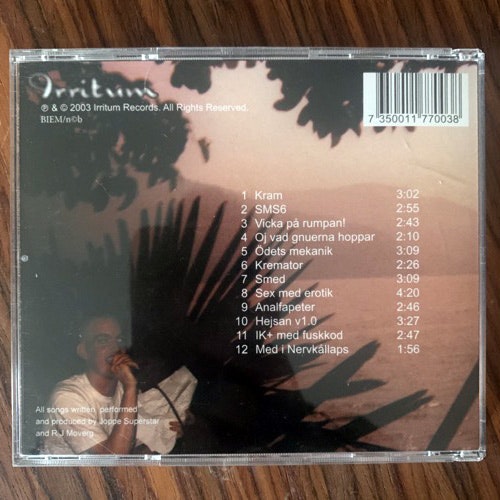 Irritum
℗ & © 2003 Irritum Records. All Rights Reserved.
BIEM/n©b
7 350011 770038
1 Kram 3:02
2 SMS6 2:55
3 Vicka på rumpan! 2:43
4 Oj vad gnuerna hoppar 2:10
5 Ödets mekanik 3:09
6 Kremator 2:26
7 Smed 3:09
8 Sex med erotik 4:20
9 Analfapeter 2:46
10 Hejsan v1.0 3:27
11 IK+ med fuskkod 2:47
12 Med i Nervkållaps 1:56
All songs written, performed
and produced by Joppe Superstar
and R.J Moverg